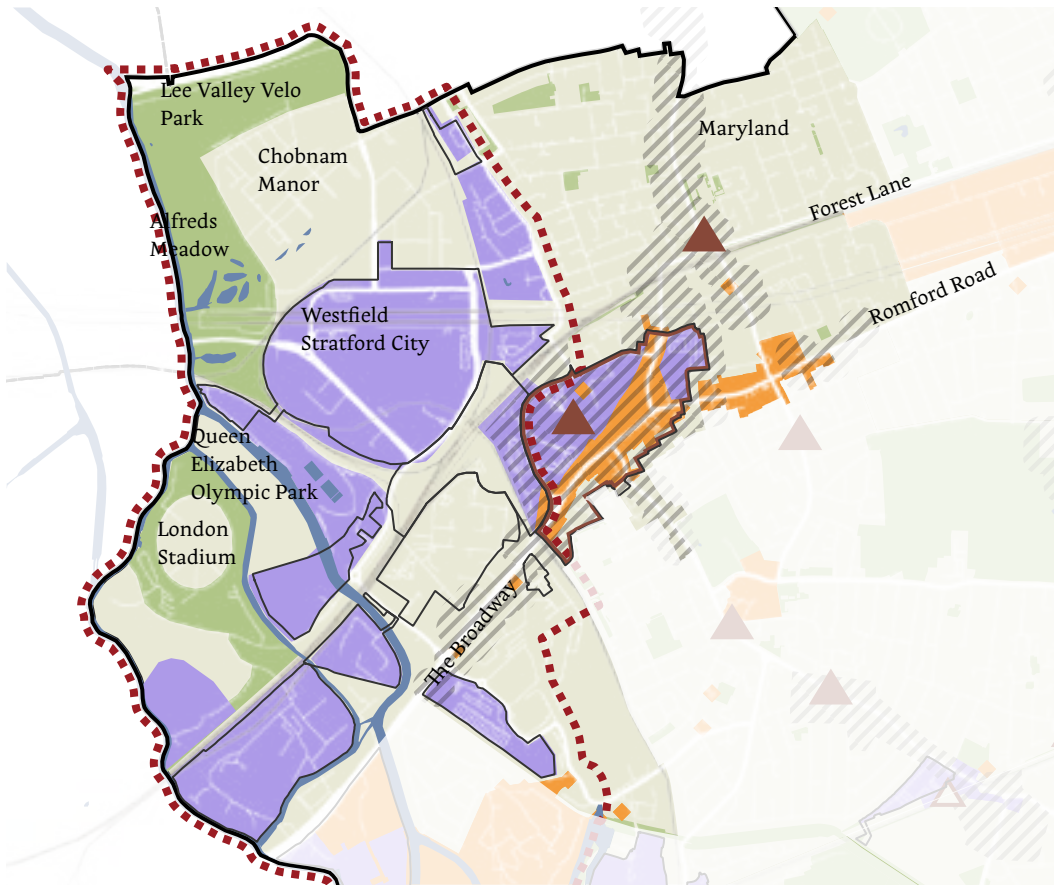 Lee Valley Velo
Park
Maryland
Chobnam
Manor
Forest Lane
Alfreds
Meadow
Romford Road
Westfield
Stratford City
Queen
Elizabeth
Olympic Park
London
Stadium
The Broadway